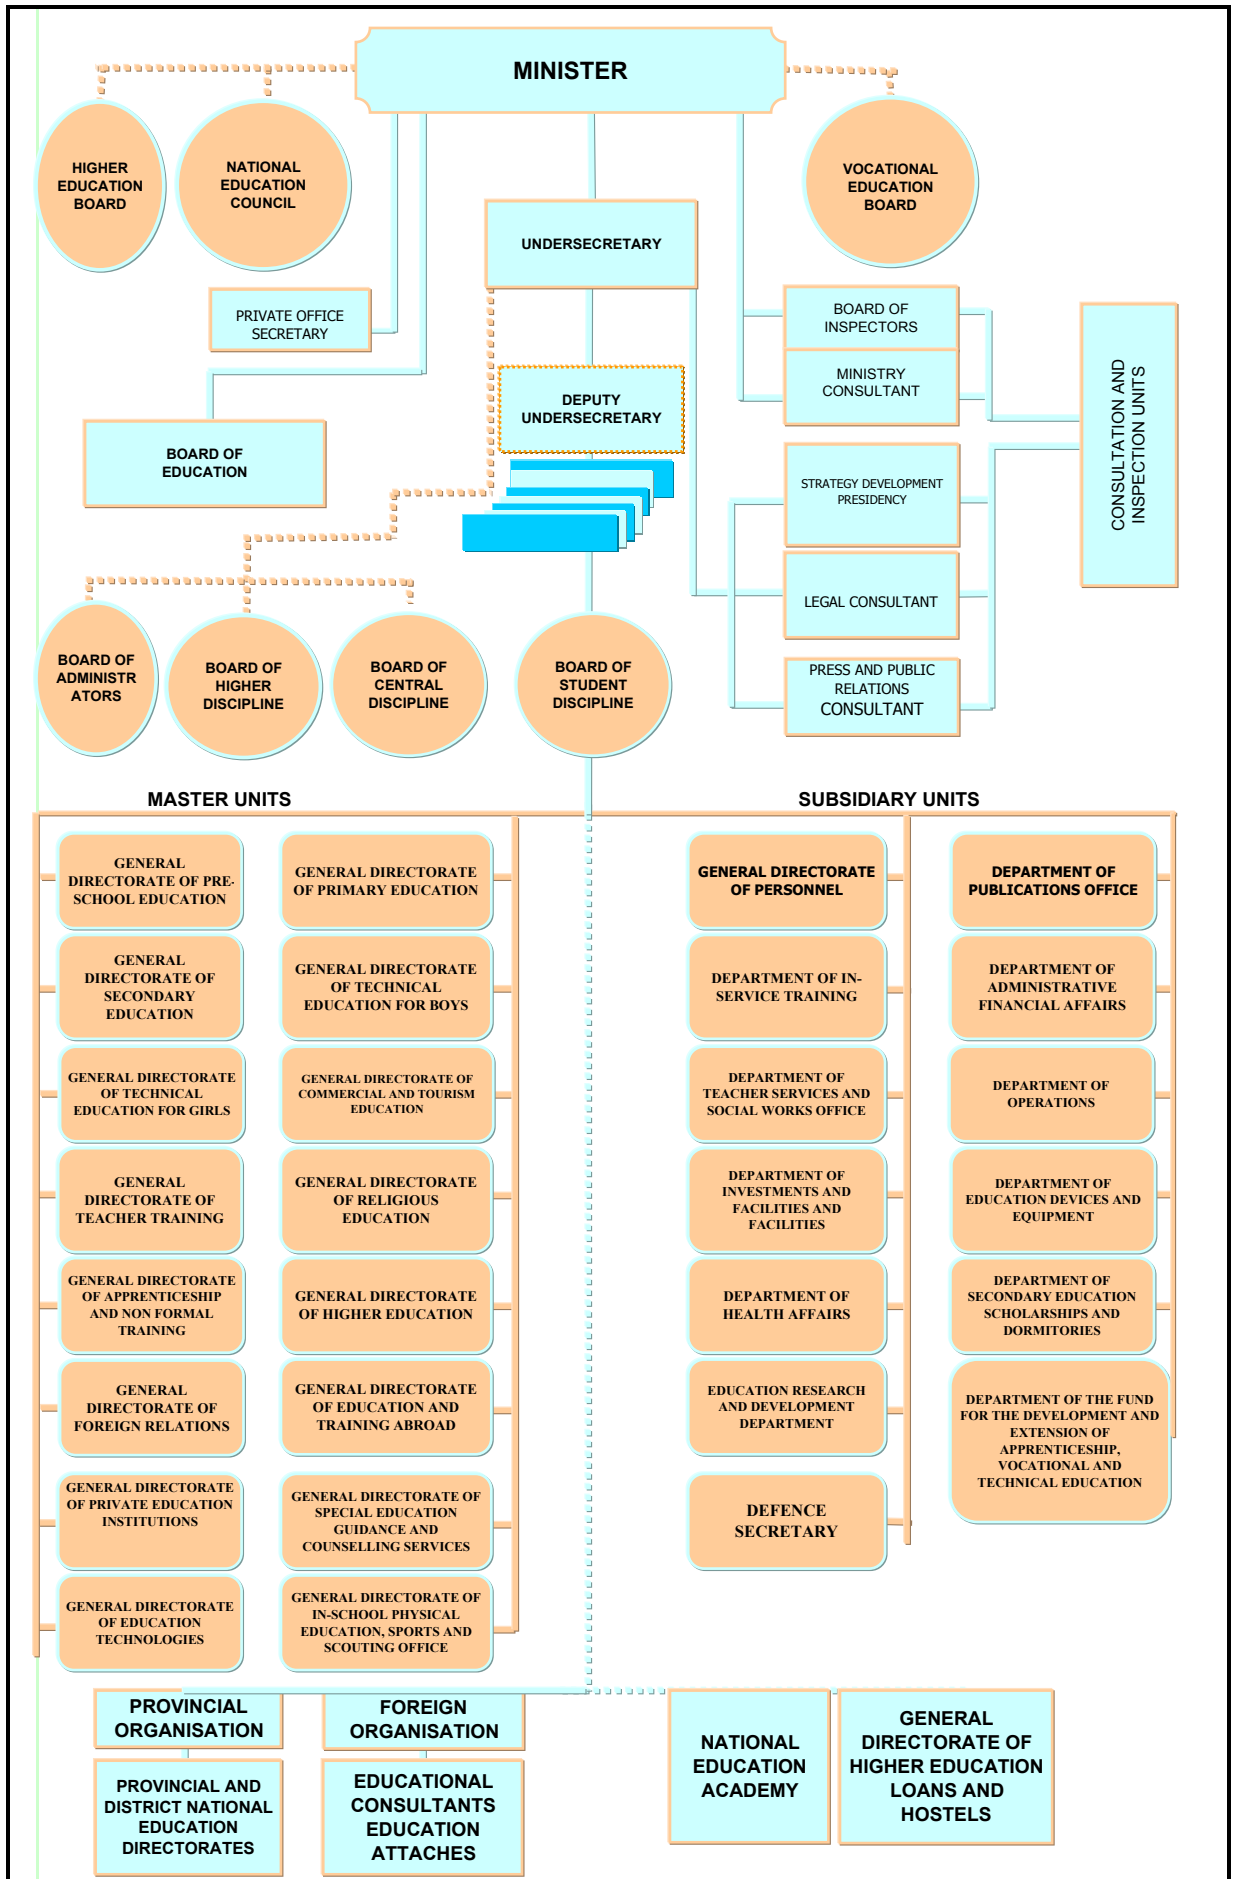 MINISTER
HIGHER
EDUCATION
BOARD
NATIONAL
EDUCATION
COUNCIL
VOCATIONAL
EDUCATION
BOARD
UNDERSECRETARY
PRIVATE OFFICE
SECRETARY
BOARD OF
INSPECTORS
MINISTRY
CONSULTANT
CONSULTATION AND
INSPECTION UNITS
DEPUTY
UNDERSECRETARY
BOARD OF
EDUCATION
STRATEGY DEVELOPMENT
PRESIDENCY
LEGAL CONSULTANT
PRESS AND PUBLIC
RELATIONS
CONSULTANT
BOARD OF
ADMINISTR
ATORS
BOARD OF
HIGHER
DISCIPLINE
BOARD OF
CENTRAL
DISCIPLINE
BOARD OF
STUDENT
DISCIPLINE
MASTER UNITS
SUBSIDIARY UNITS
GENERAL
DIRECTORATE OF PRE-
SCHOOL EDUCATION
GENERAL DIRECTORATE
OF PRIMARY EDUCATION
GENERAL DIRECTORATE
OF PERSONNEL
DEPARTMENT OF
PUBLICATIONS OFFICE
GENERAL
DIRECTORATE OF
SECONDARY
EDUCATION
GENERAL DIRECTORATE
OF TECHNICAL
EDUCATION FOR BOYS
DEPARTMENT OF IN-
SERVICE TRAINING
DEPARTMENT OF
ADMINISTRATIVE
FINANCIAL AFFAIRS
GENERAL DIRECTORATE
OF TECHNICAL
EDUCATION FOR GIRLS
GENERAL DIRECTORATE OF
COMMERCIAL AND TOURISM
EDUCATION
DEPARTMENT OF
TEACHER SERVICES AND
SOCIAL WORKS OFFICE
DEPARTMENT OF
OPERATIONS
GENERAL
DIRECTORATE OF
TEACHER TRAINING
GENERAL DIRECTORATE
OF RELIGIOUS
EDUCATION
DEPARTMENT OF
INVESTMENTS AND
FACILITIES AND
FACILITIES
DEPARTMENT OF
EDUCATION DEVICES AND
EQUIPMENT
GENERAL DIRECTORATE
OF APPRENTICESHIP
AND NON FORMAL
TRAINING
GENERAL DIRECTORATE
OF HIGHER EDUCATION
DEPARTMENT OF
HEALTH AFFAIRS
DEPARTMENT OF
SECONDARY EDUCATION
SCHOLARSHIPS AND
DORMITORIES
GENERAL
DIRECTORATE OF
FOREIGN RELATIONS
GENERAL DIRECTORATE
OF EDUCATION AND
TRAINING ABROAD
EDUCATION RESEARCH
AND DEVELOPMENT
DEPARTMENT
DEPARTMENT OF THE FUND
FOR THE DEVELOPMENT AND
EXTENSION OF
APPRENTICESHIP,
VOCATIONAL AND
TECHNICAL EDUCATION
GENERAL DIRECTORATE
OF PRIVATE EDUCATION
INSTITUTIONS
GENERAL DIRECTORATE OF
SPECIAL EDUCATION
GUIDANCE AND
COUNSELLING SERVICES
DEFENCE
SECRETARY
GENERAL DIRECTORATE
OF EDUCATION
TECHNOLOGIES
GENERAL DIRECTORATE OF
IN-SCHOOL PHYSICAL
EDUCATION, SPORTS AND
SCOUTING OFFICE
PROVINCIAL
ORGANISATION
FOREIGN
ORGANISATION
NATIONAL
EDUCATION
ACADEMY
GENERAL
DIRECTORATE OF
HIGHER EDUCATION
LOANS AND
HOSTELS
PROVINCIAL AND
DISTRICT NATIONAL
EDUCATION
DIRECTORATES
EDUCATIONAL
CONSULTANTS
EDUCATION
ATTACHES